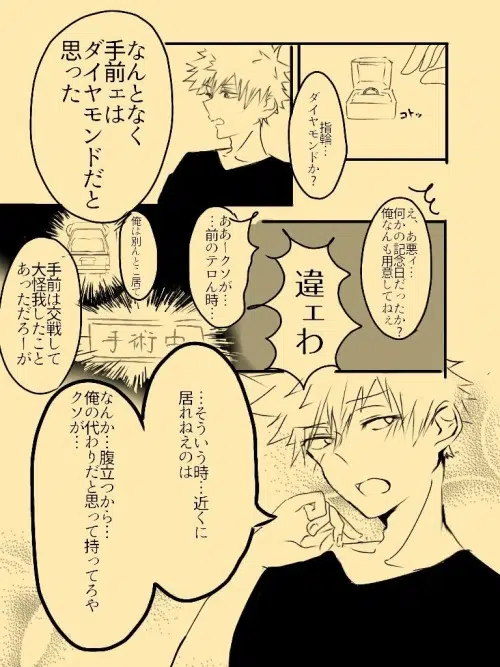 コトッ
指輪…
ダイヤモンドか?
なんとなく
手前ェは
ダイヤモンドだと
思った
え、あ悪ィ…
何かの記念日だったか?
俺なんも用意してねえ
違ェわ
ああークソが…
…前のテロん時…
俺は別んとこ居て
手前は交戦して
大怪我したこと
あっただろーが
手術中
…そういう時…近くに
居れねえのは
なんか…腹立つから…
俺の代わりだと思って持ってろや
クソが…